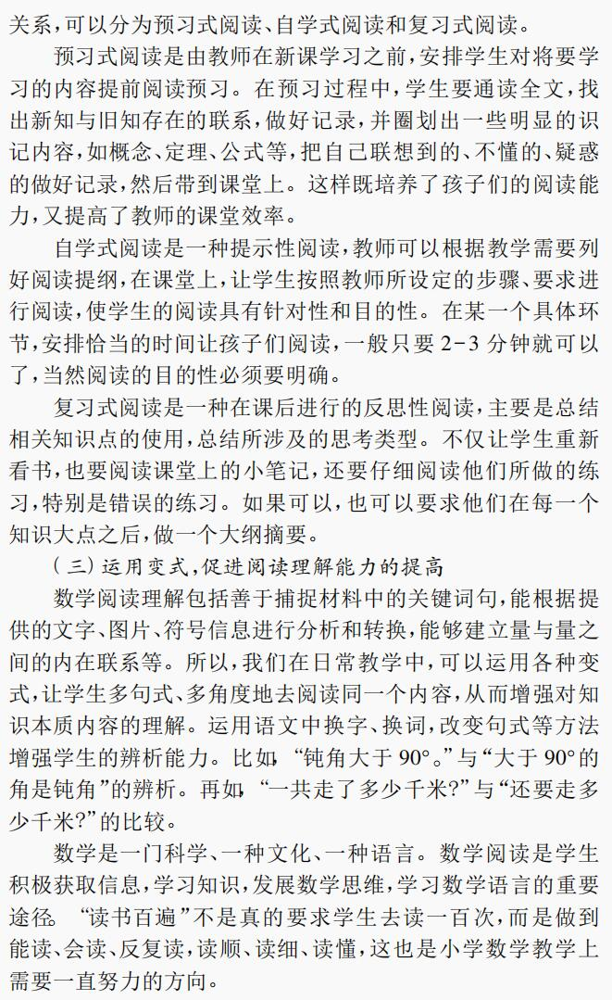 关系,可以分为预习式阅读、自学式阅读和复习式阅读。
预习式阅读是由教师在新课学习之前,安排学生对将要学
习的内容提前阅读预习。在预习过程中,学生要通读全文,找
出新知与旧知存在的联系,做好记录,并圈划出一些明显的识
记内容,如概念、定理、公式等,把自己联想到的、不懂的、疑惑
的做好记录,然后带到课堂上。这样既培养了孩子们的阅读能
力,又提高了教师的课堂效率。
自学式阅读是一种提示性阅读,教师可以根据教学需要列
好阅读提纲,在课堂上,让学生按照教师所设定的步骤、要求进
行阅读,使学生的阅读具有针对性和目的性。在某一个具体环
节,安排恰当的时间让孩子们阅读,一般只要2-3分钟就可以
了,当然阅读的目的性必须要明确。
复习式阅读是一种在课后进行的反思性阅读,主要是总结
相关知识点的使用,总结所涉及的思考类型。不仅让学生重新
看书,也要阅读课堂上的小笔记,还要仔细阅读他们所做的练
习,特别是错误的练习。如果可以,也可以要求他们在每一个
知识大点之后,做一个大纲摘要。
(三)运用变式,促进阅读理解能力的提高
数学阅读理解包括善于捕捉材料中的关键词句,能根据提
供的文字、图片、符号信息进行分析和转换,能够建立量与量之
间的内在联系等。所以,我们在日常教学中,可以运用各种变
式,让学生多句式、多角度地去阅读同一个内容,从而增强对知
识本质内容的理解。运用语文中换字、换词,改变句式等方法
增强学生的辨析能力。比如,“钝角大于90°。”与“大于90°的
角是钝角”的辨析。再如,“一共走了多少千米?”与“还要走多
少千米?”的比较。
数学是一门科学、一种文化、一种语言。数学阅读是学生
积极获取信息,学习知识,发展数学思维,学习数学语言的重要
途径。“读书百遍”不是真的要求学生去读一百次,而是做到
能读、会读、反复读,读顺、读细、读懂,这也是小学数学教学上
需要一直努力的方向。